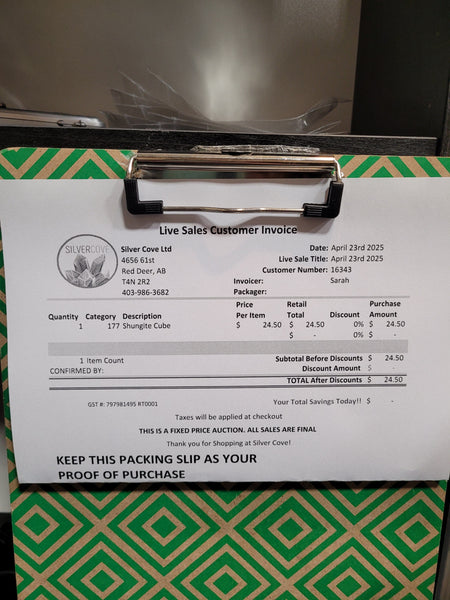 Live Sales Customer Invoice
SILVERCOVE
Silver Cove Ltd
4656 61st
Red Deer, AB
T4N 2R2
403-986-3682
Date: April 23rd 2025
Live Sale Title: April 23rd 2025
Customer Number: 16343
Invoicer: Sarah
Packager:
Quantity Category Description Price Per Item Retail Total Discount Purchase Amount
1 177 Shungite Cube $ 24.50 $ 24.50 0% $ 24.50
$ - 0% $ -
1 Item Count Subtotal Before Discounts $ 24.50
CONFIRMED BY: Discount Amount $ -
TOTAL After Discounts $ 24.50
GST #: 797981495 RT0001 Your Total Savings Today!! $ -
Taxes will be applied at checkout
THIS IS A FIXED PRICE AUCTION. ALL SALES ARE FINAL
Thank you for Shopping at Silver Cove!
KEEP THIS PACKING SLIP AS YOUR
PROOF OF PURCHASE